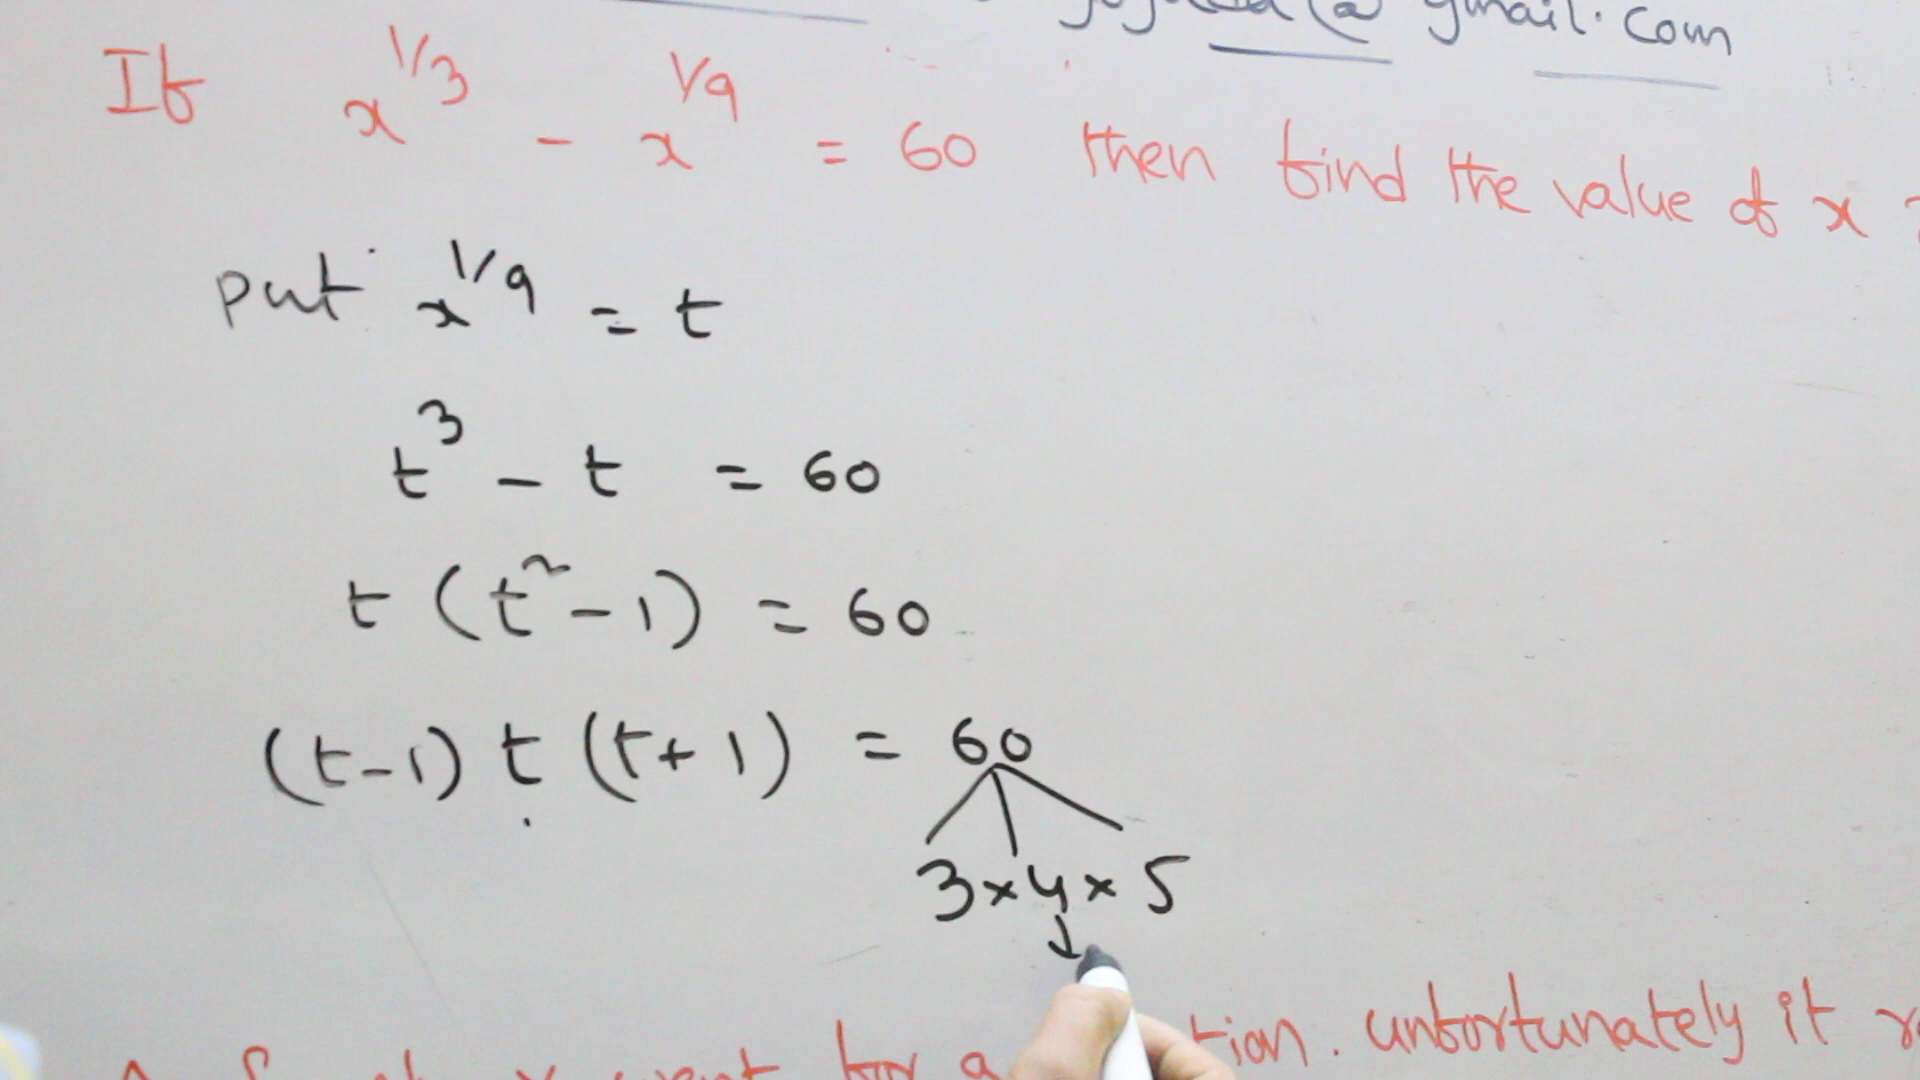 gmail.com
If x^1/3 - x^1/9 = 60 then find the value of x ?
put x^1/9 = t
t^3 - t = 60
t (t^2 - 1) = 60
(t-1) t (t+1) = 60
3 × 4 × 5
unfortunately it